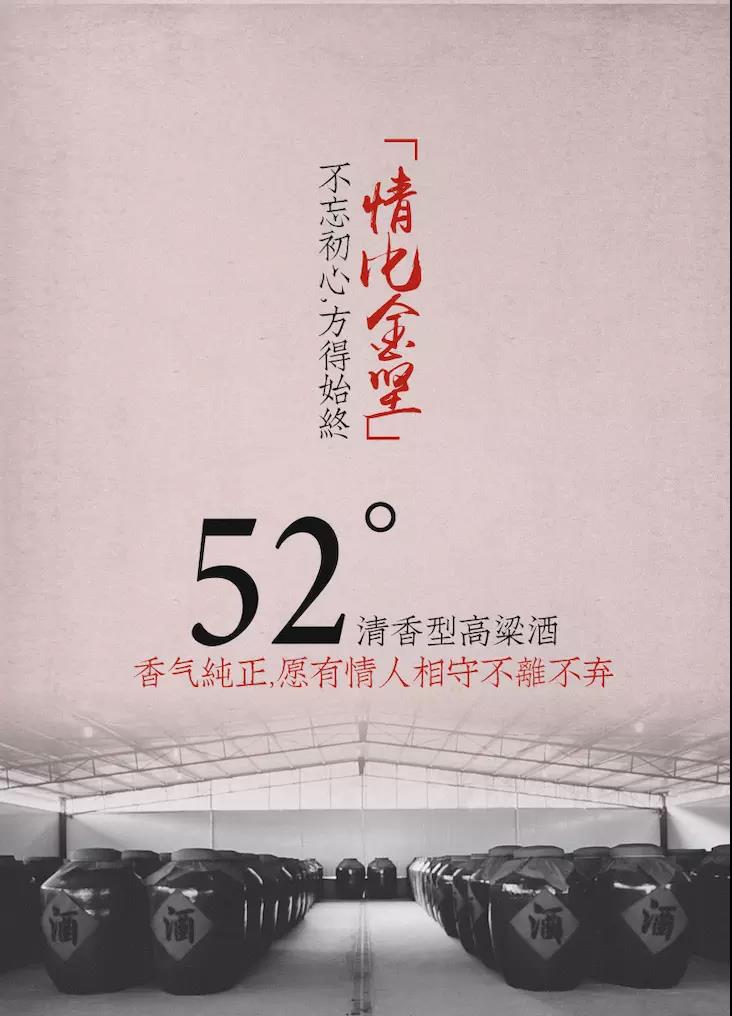 「情比金坚」
不忘初心.方得始終
52°
清香型高粱酒
香气純正,愿有情人相守不離不弃
酒
酒
酒
酒